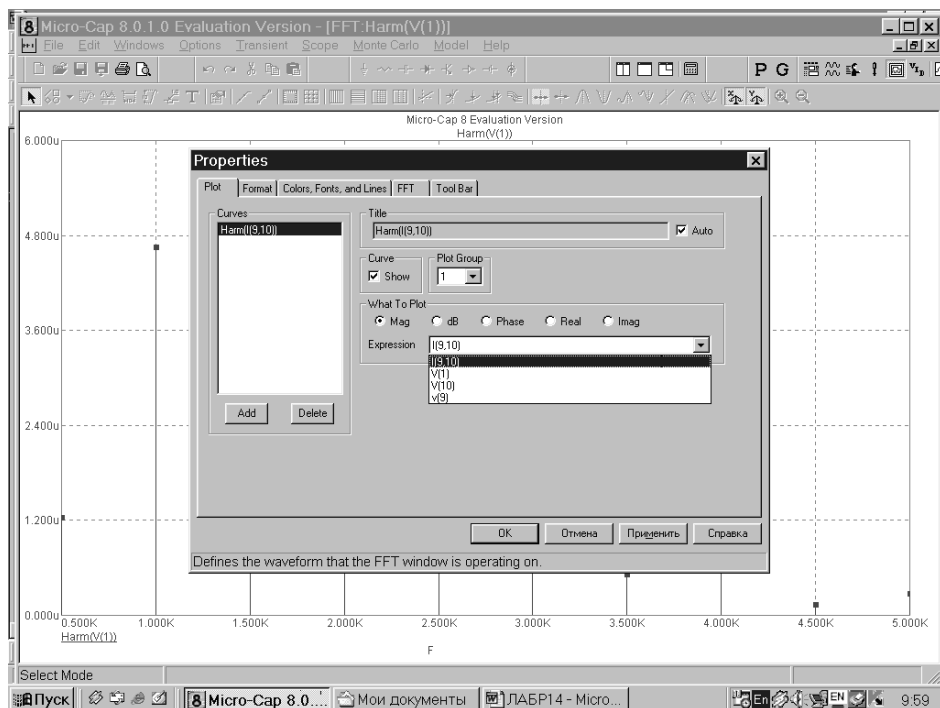 Micro-Cap 8.0.1.0 Evaluation Version - [FFT:Harm(V(1))]
File Edit Windows Options Transient Scope Monte Carlo Model Help
P G
Micro-Cap 8 Evaluation Version
Harm(V(1))
6.000u
4.800u
3.600u
2.400u
1.200u
0.000u
0.500K 1.000K 1.500K 2.000K 2.500K 3.000K 3.500K 4.000K 4.500K 5.000K
Harm(V(1))
F
Properties
Plot Format Colors, Fonts, and Lines FFT Tool Bar
Curves
Harm(I(9,10))
Add Delete
Title
Harm(I(9,10)) Auto
Curve
Show
Plot Group
1
What To Plot
Mag dB Phase Real Imag
Expression I(9,10)
I(9,10)
V(1)
V(10)
v(9)
OK Отмена Применить Справка
Defines the waveform that the FFT window is operating on.
Select Mode
Пуск 8 Micro-Cap 8.0.... Мои документы ЛАБР14 - Micro... En EN 9:59